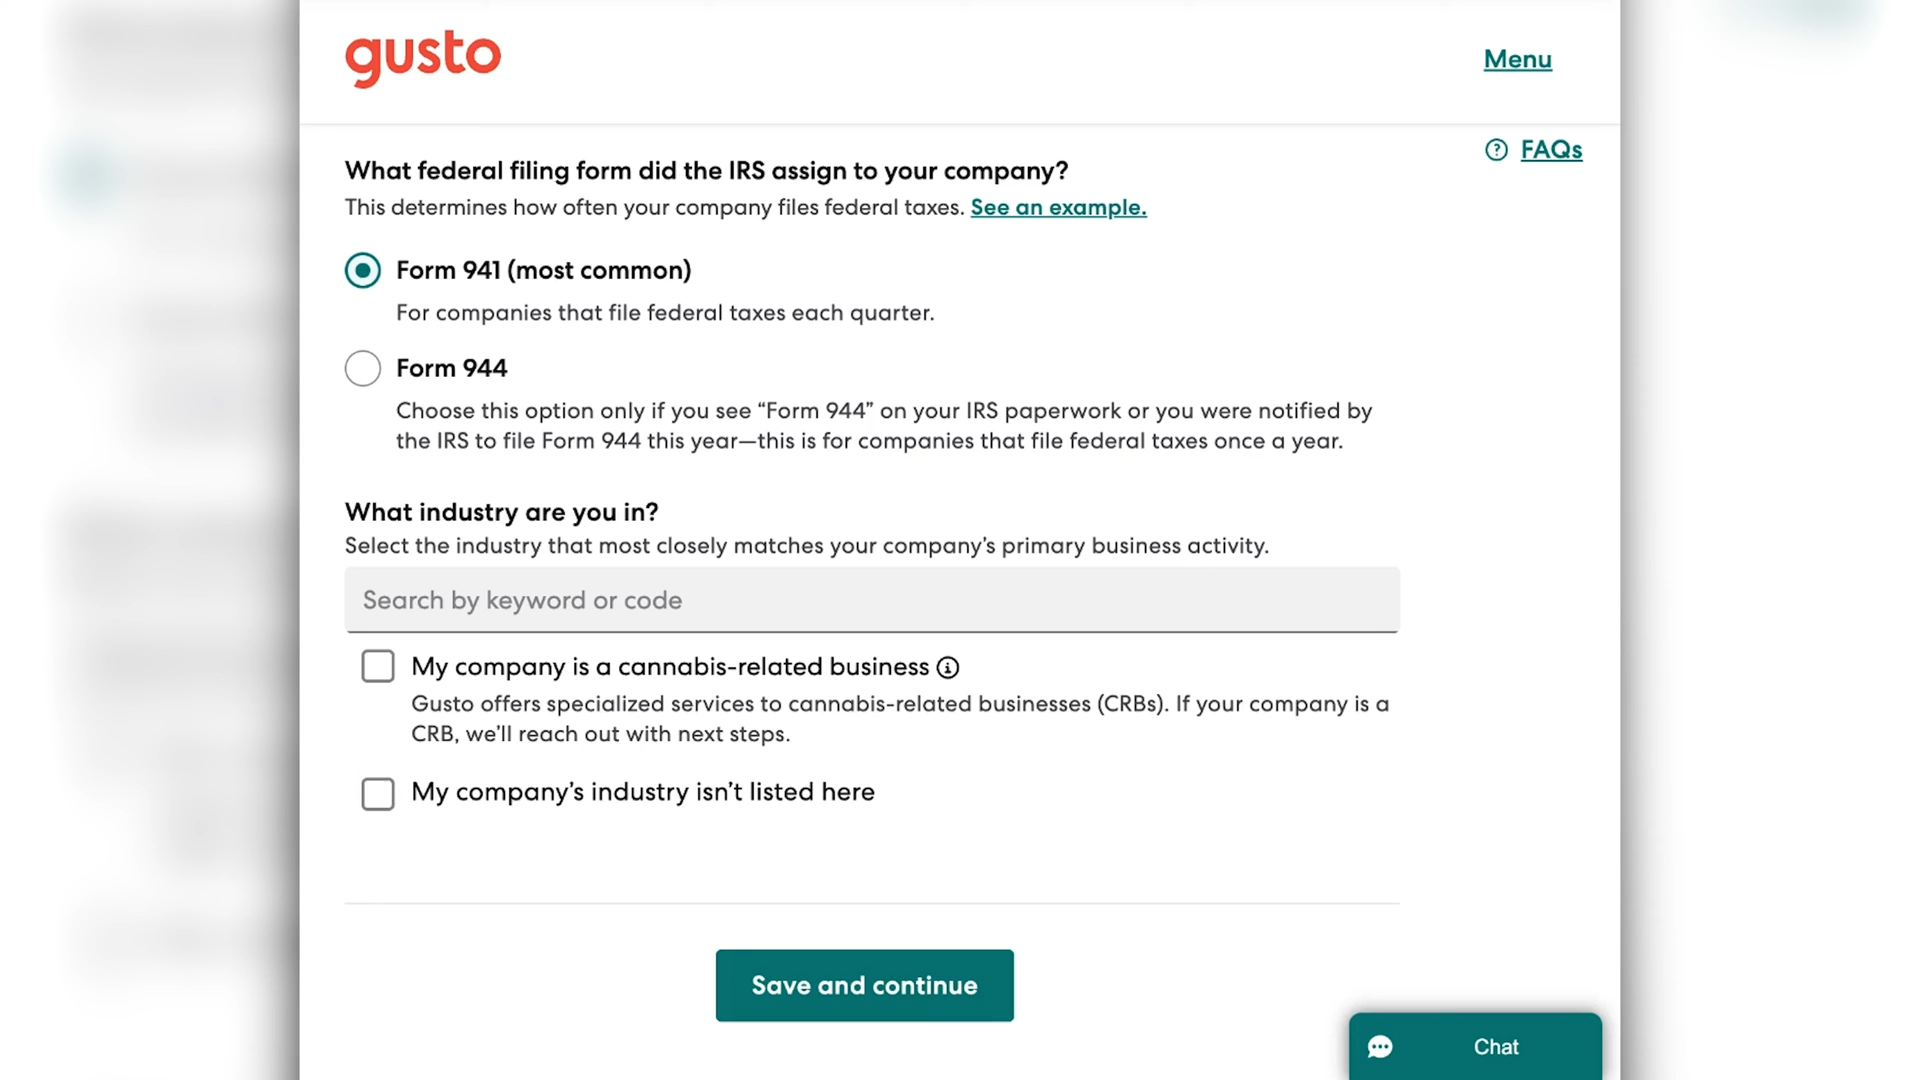 gusto
Menu
FAQs
What federal filing form did the IRS assign to your company?
This determines how often your company files federal taxes. See an example.
Form 941 (most common)
For companies that file federal taxes each quarter.
Form 944
Choose this option only if you see “Form 944” on your IRS paperwork or you were notified by
the IRS to file Form 944 this year—this is for companies that file federal taxes once a year.
What industry are you in?
Select the industry that most closely matches your company’s primary business activity.
Search by keyword or code
My company is a cannabis-related business
Gusto offers specialized services to cannabis-related businesses (CRBs). If your company is a
CRB, we’ll reach out with next steps.
My company’s industry isn’t listed here
Save and continue
Chat